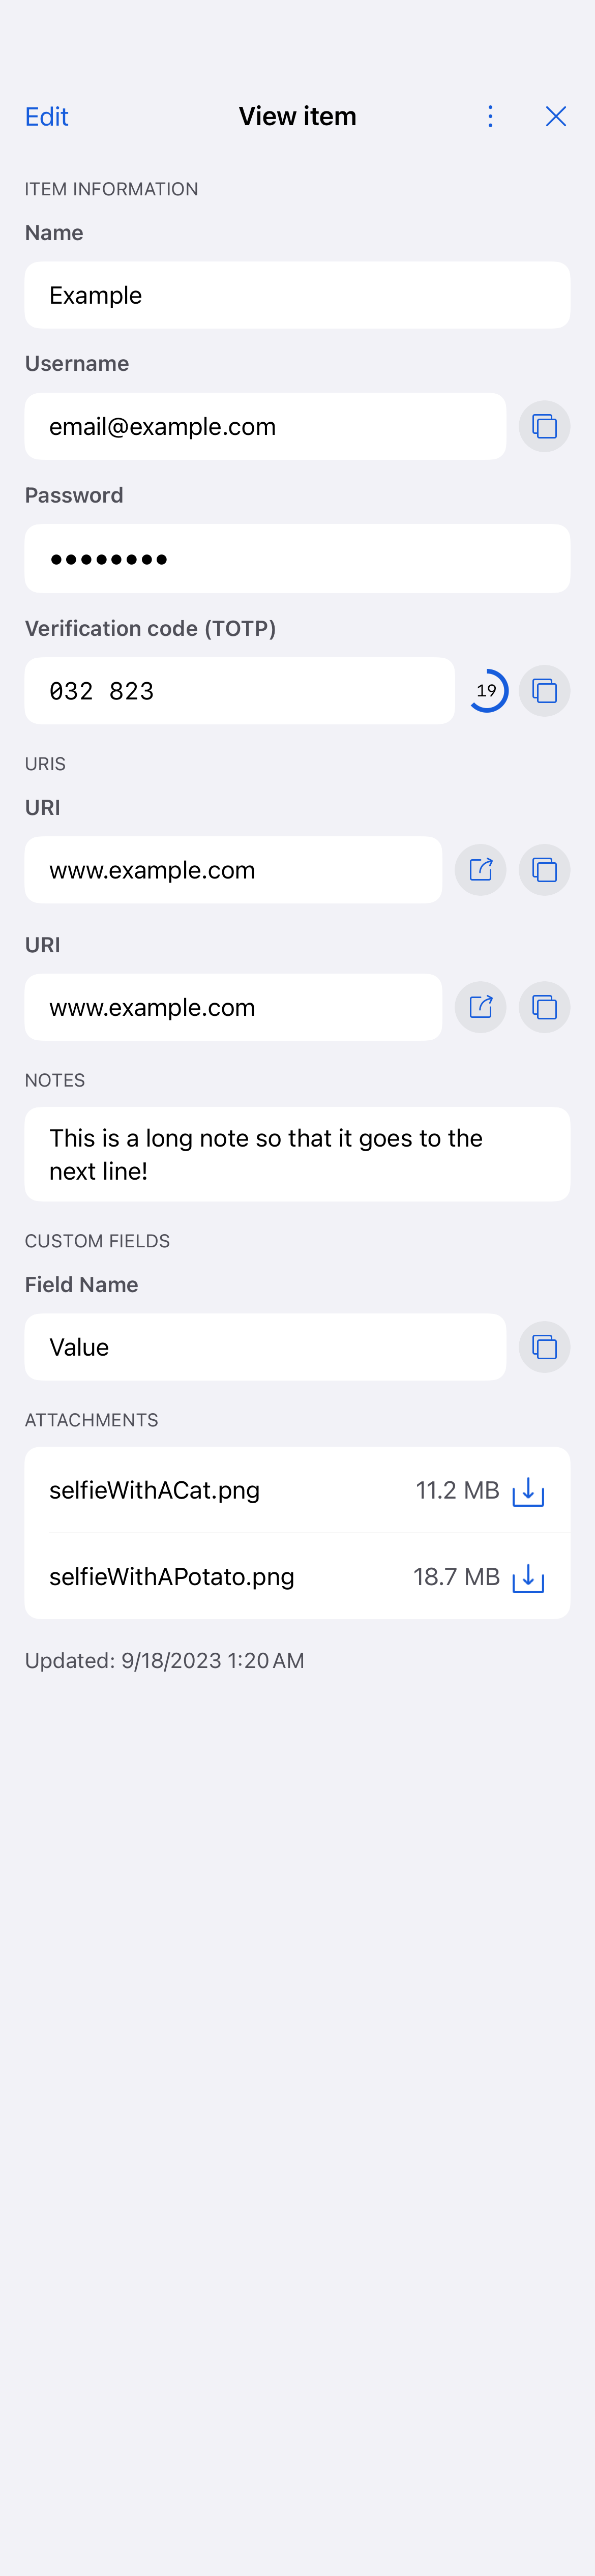 Edit View item
ITEM INFORMATION
Name
Example
Username
email@example.com
Password
••••••••
Verification code (TOTP)
032 823 19
URIS
URI
www.example.com
URI
www.example.com
NOTES
This is a long note so that it goes to the
next line!
CUSTOM FIELDS
Field Name
Value
ATTACHMENTS
selfieWithACat.png 11.2 MB
selfieWithAPotato.png 18.7 MB
Updated: 9/18/2023 1:20 AM